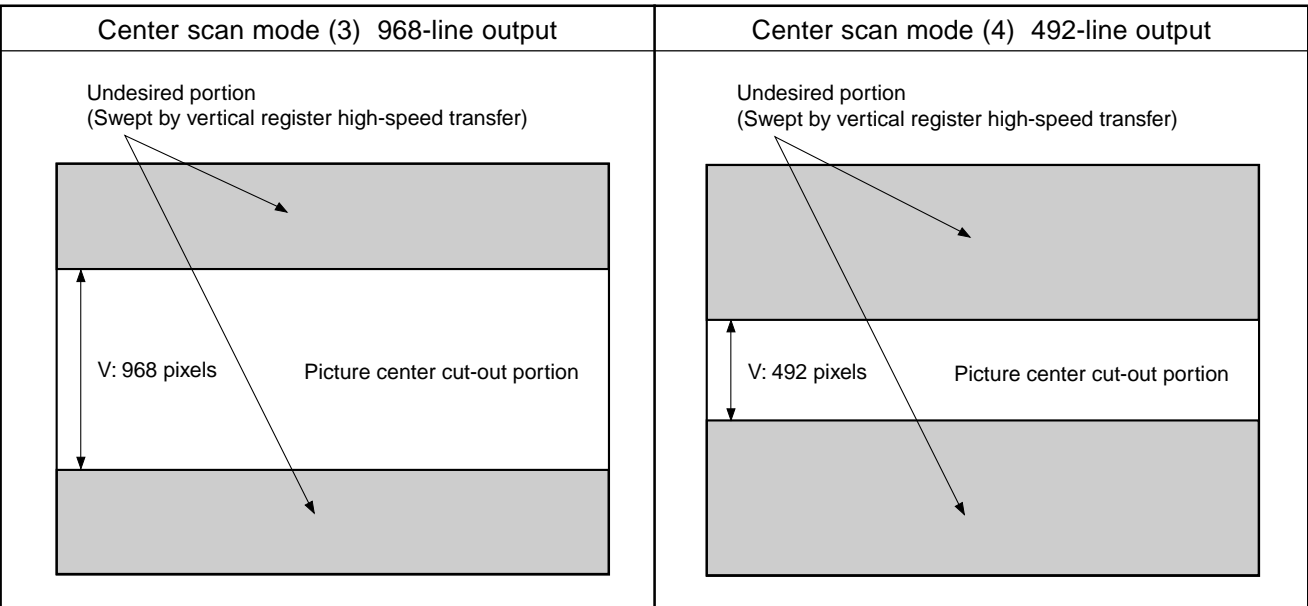 Center scan mode (3)  968-line output
Undesired portion
(Swept by vertical register high-speed transfer)
V: 968 pixels
Picture center cut-out portion
Center scan mode (4)  492-line output
Undesired portion
(Swept by vertical register high-speed transfer)
V: 492 pixels
Picture center cut-out portion